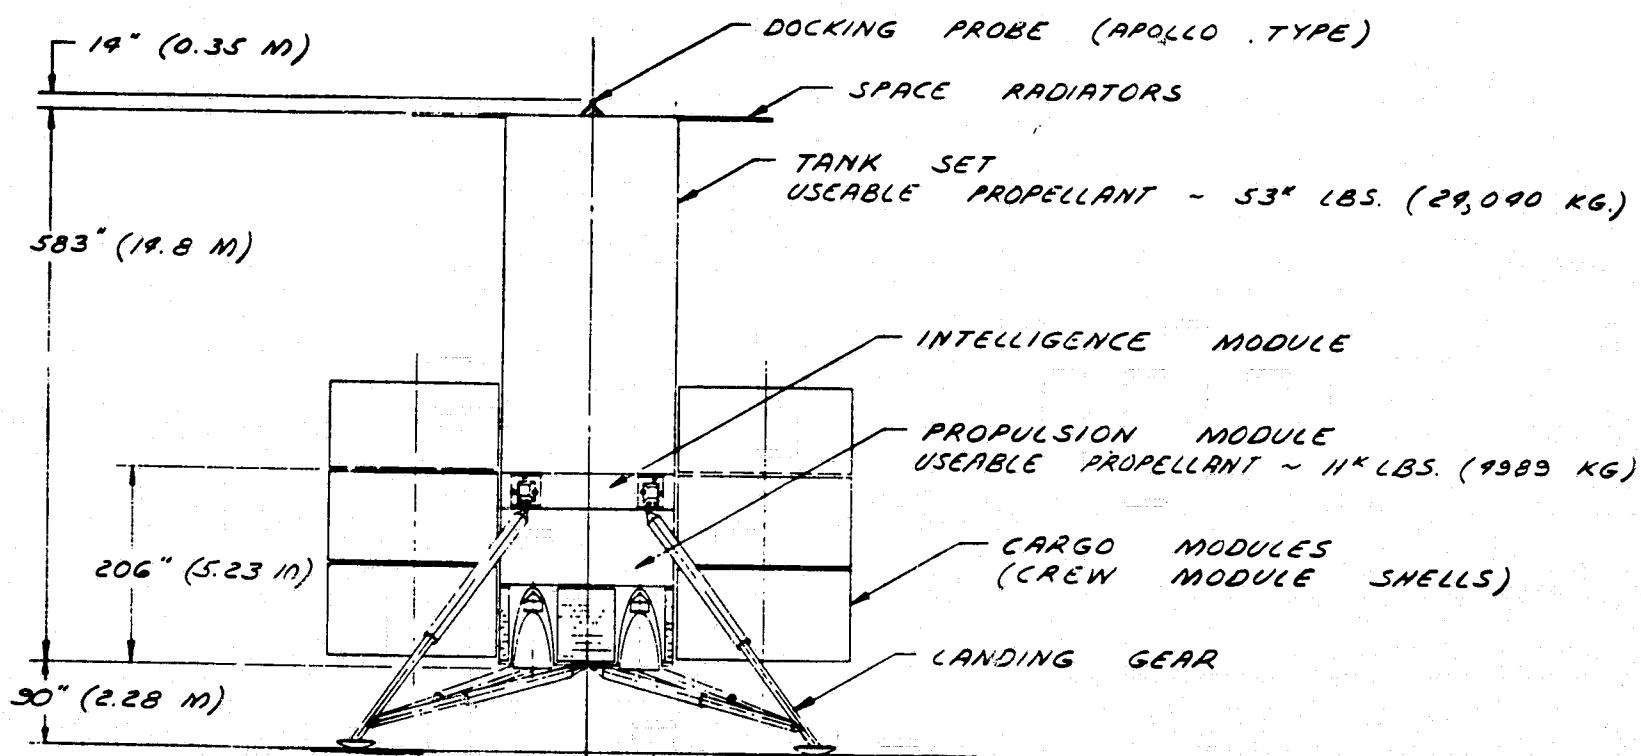 14" (0.35 M)
DOCKING PROBE (APOLLO TYPE)
SPACE RADIATORS
TANK SET
USEABLE PROPELLANT ~ 53K LBS. (24,040 KG.)
583" (14.8 M)
INTELLIGENCE MODULE
PROPULSION MODULE
USEABLE PROPELLANT ~ 11K LBS. (4989 KG)
206" (5.23 M)
CARGO MODULES
(CREW MODULE SHELLS)
LANDING GEAR
90" (2.28 M)